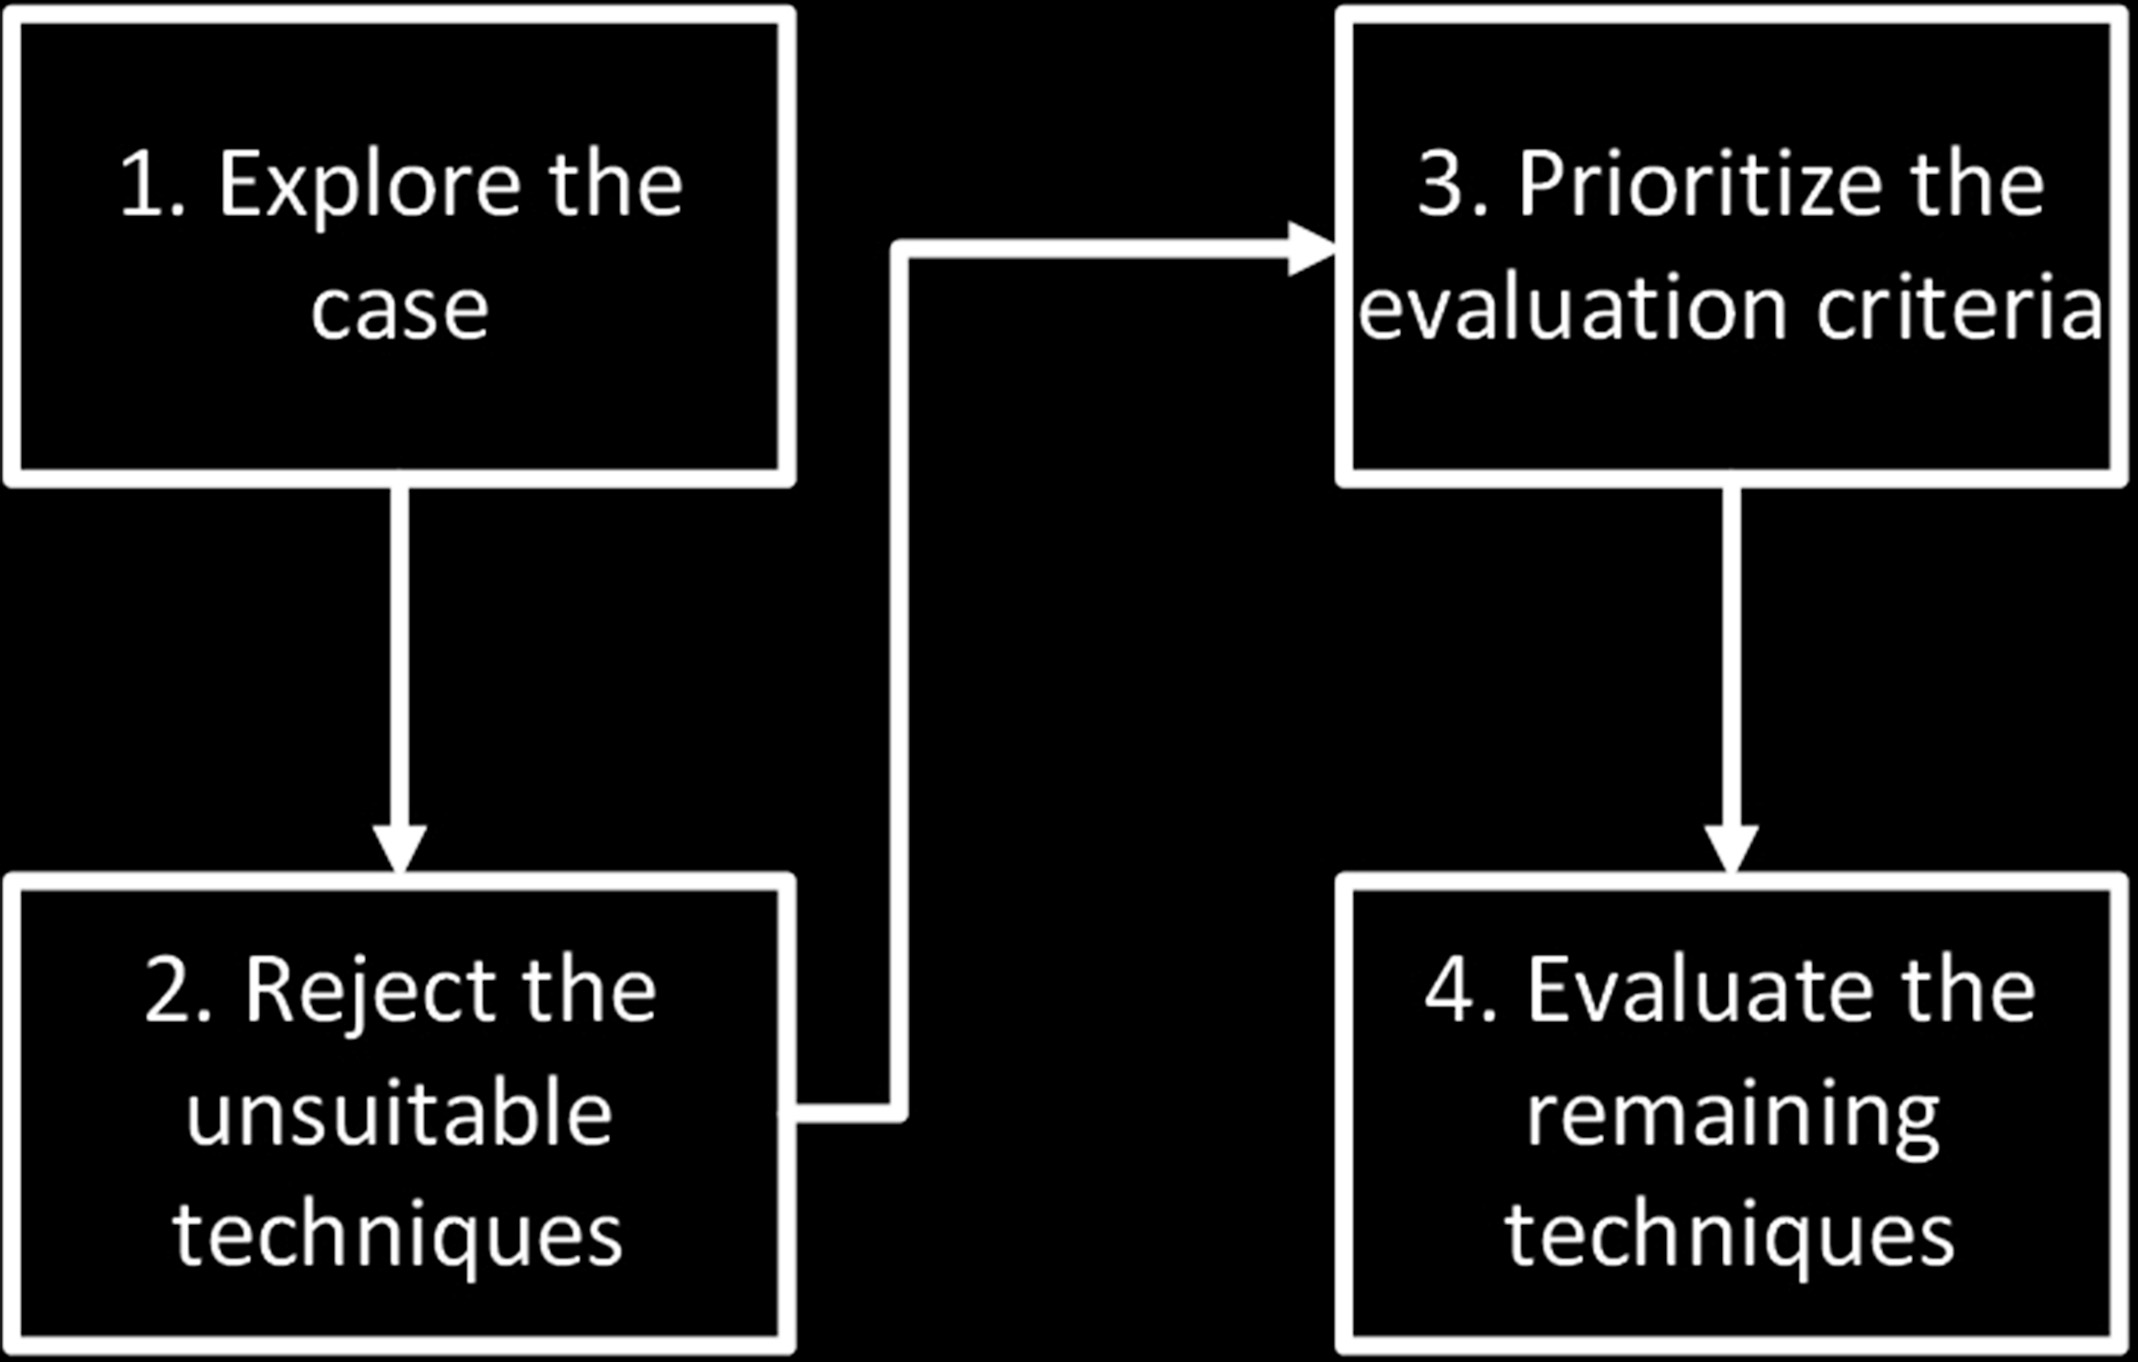 1. Explore the
case
2. Reject the
unsuitable
techniques
3. Prioritize the
evaluation criteria
4. Evaluate the
remaining
techniques